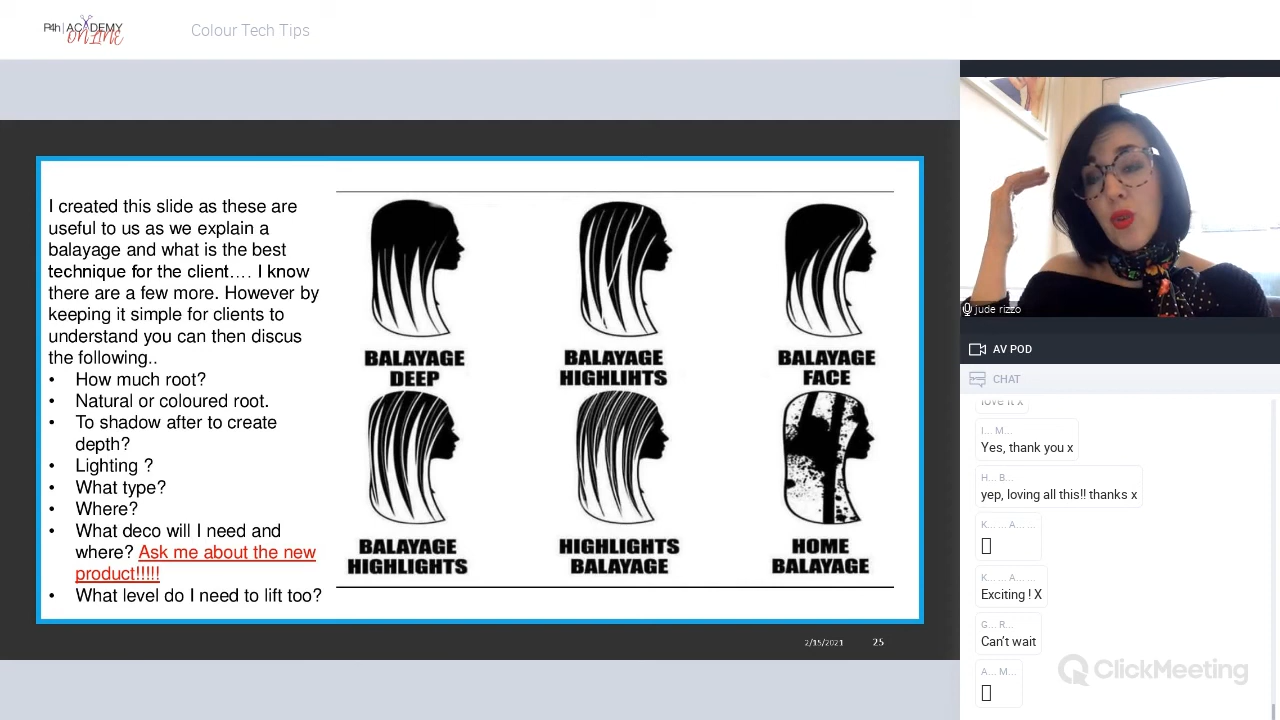 P4h | ACADEMY
ONLINE
Colour Tech Tips
I created this slide as these are
useful to us as we explain a
balayage and what is the best
technique for the client…. I know
there are a few more. However by
keeping it simple for clients to
understand you can then discus
the following..
• How much root?
• Natural or coloured root.
• To shadow after to create
depth?
• Lighting ?
• What type?
• Where?
• What deco will I need and
where? Ask me about the new
product!!!!!
• What level do I need to lift too?
BALAYAGE
DEEP
BALAYAGE
HIGHLIHTS
BALAYAGE
FACE
BALAYAGE
HIGHLIGHTS
HIGHLIGHTS
BALAYAGE
HOME
BALAYAGE
2/15/2021
25
jude rizzo
AV POD
CHAT
love it x
I... M...
Yes, thank you x
H... B...
yep, loving all this!! thanks x
K... ... A... ...
K... ... A... ...
Exciting ! X
G... R...
Can't wait
A... M...
ClickMeeting